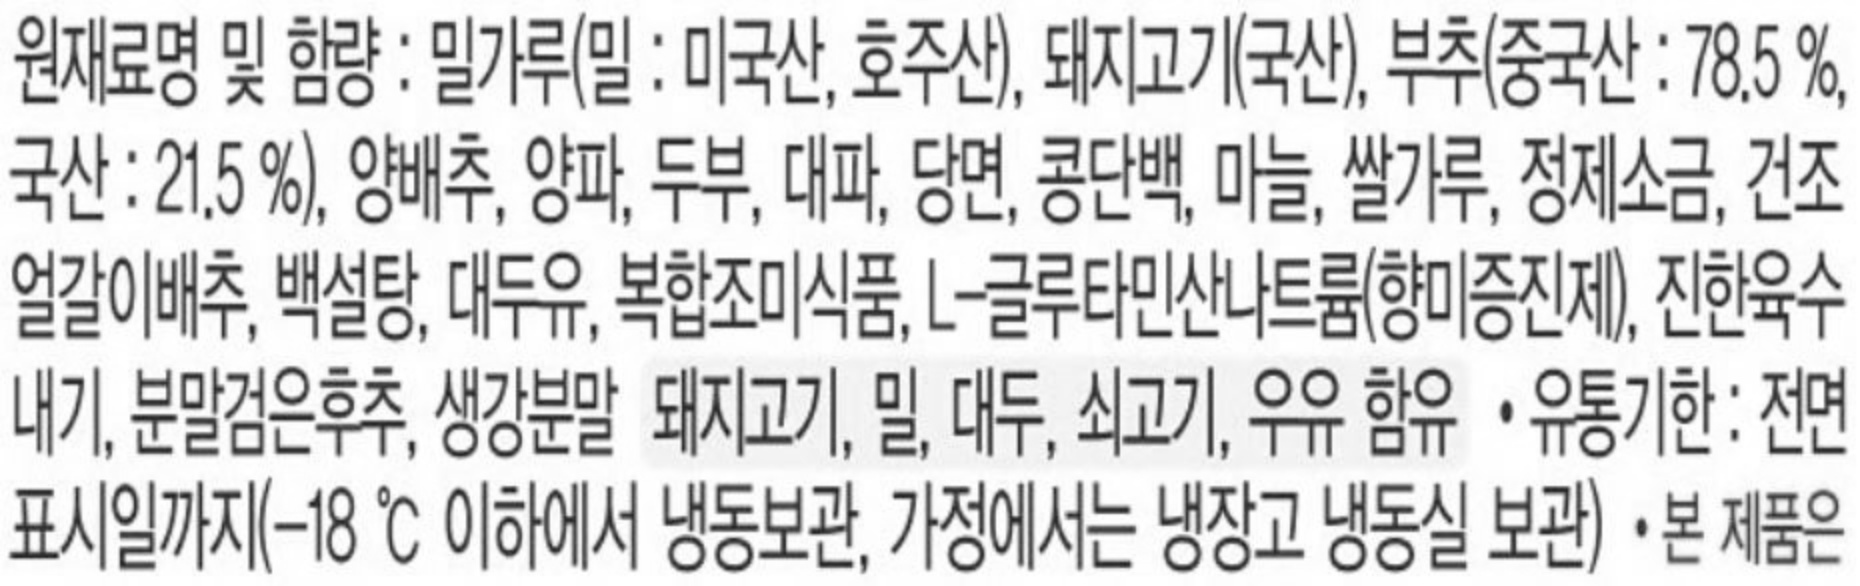 원재료명 및 함량 : 밀가루(밀 : 미국산, 호주산), 돼지고기(국산), 부추(중국산 : 78.5 %,
국산 : 21.5 %), 양배추, 양파, 두부, 대파, 당면, 콩단백, 마늘, 쌀가루, 정제소금, 건조
얼갈이배추, 백설탕, 대두유, 복합조미식품, L-글루타민산나트륨(향미증진제), 진한육수
내기, 분말검은후추, 생강분말 돼지고기, 밀, 대두, 쇠고기, 우유 함유 • 유통기한 : 전면
표시일까지(-18 ℃ 이하에서 냉동보관, 가정에서는 냉장고 냉동실 보관) • 본 제품은